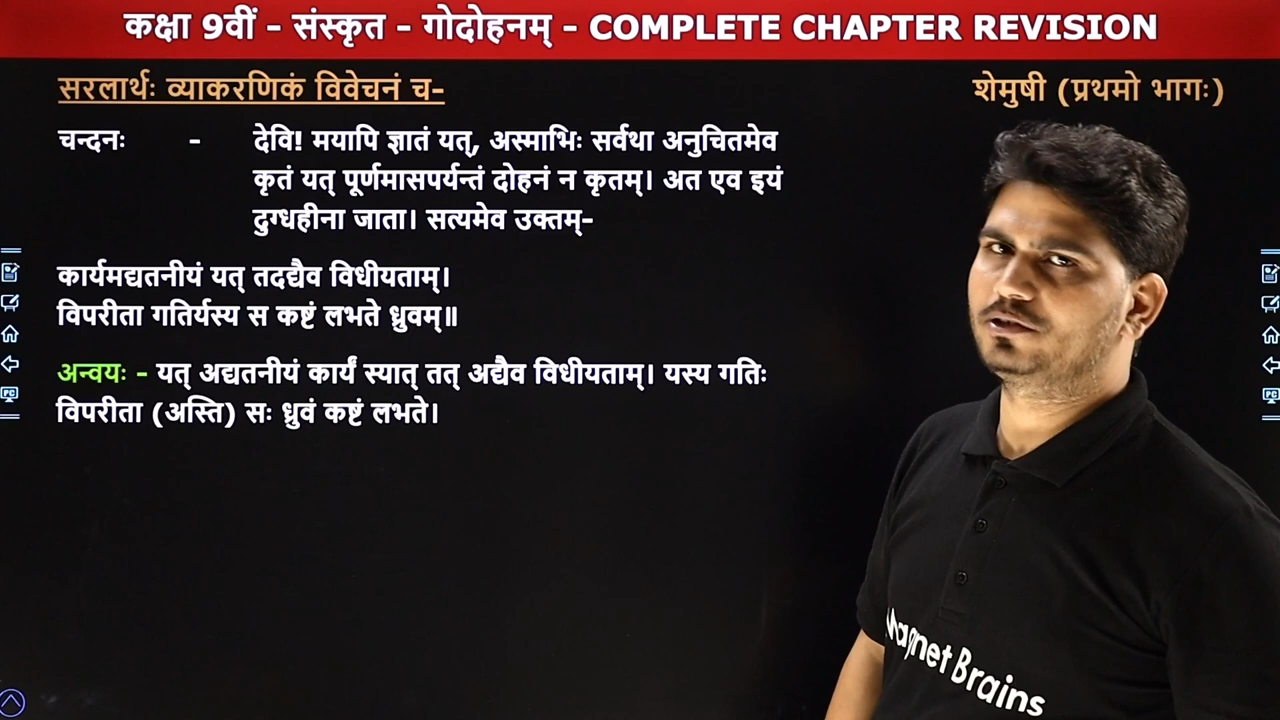 कक्षा 9वीं - संस्कृत - गोदोहनम् - COMPLETE CHAPTER REVISION
सरलार्थः व्याकरणिकं विवेचनं च-
शेमुषी (प्रथमो भागः)
चन्दनः - देवि! मयापि ज्ञातं यत्, अस्माभिः सर्वथा अनुचितमेव
कृतं यत् पूर्णमासपर्यन्तं दोहनं न कृतम्। अत एव इयं
दुग्धहीना जाता। सत्यमेव उक्तम्-
कार्यमद्यतनीयं यत् तदद्यैव विधीयताम्।
विपरीता गतिर्यस्य स कष्टं लभते ध्रुवम्॥
अन्वयः - यत् अद्यतनीयं कार्यं स्यात् तत् अद्यैव विधीयताम्। यस्य गतिः
विपरीता (अस्ति) सः ध्रुवं कष्टं लभते।
Magnet Brains
PC
PC